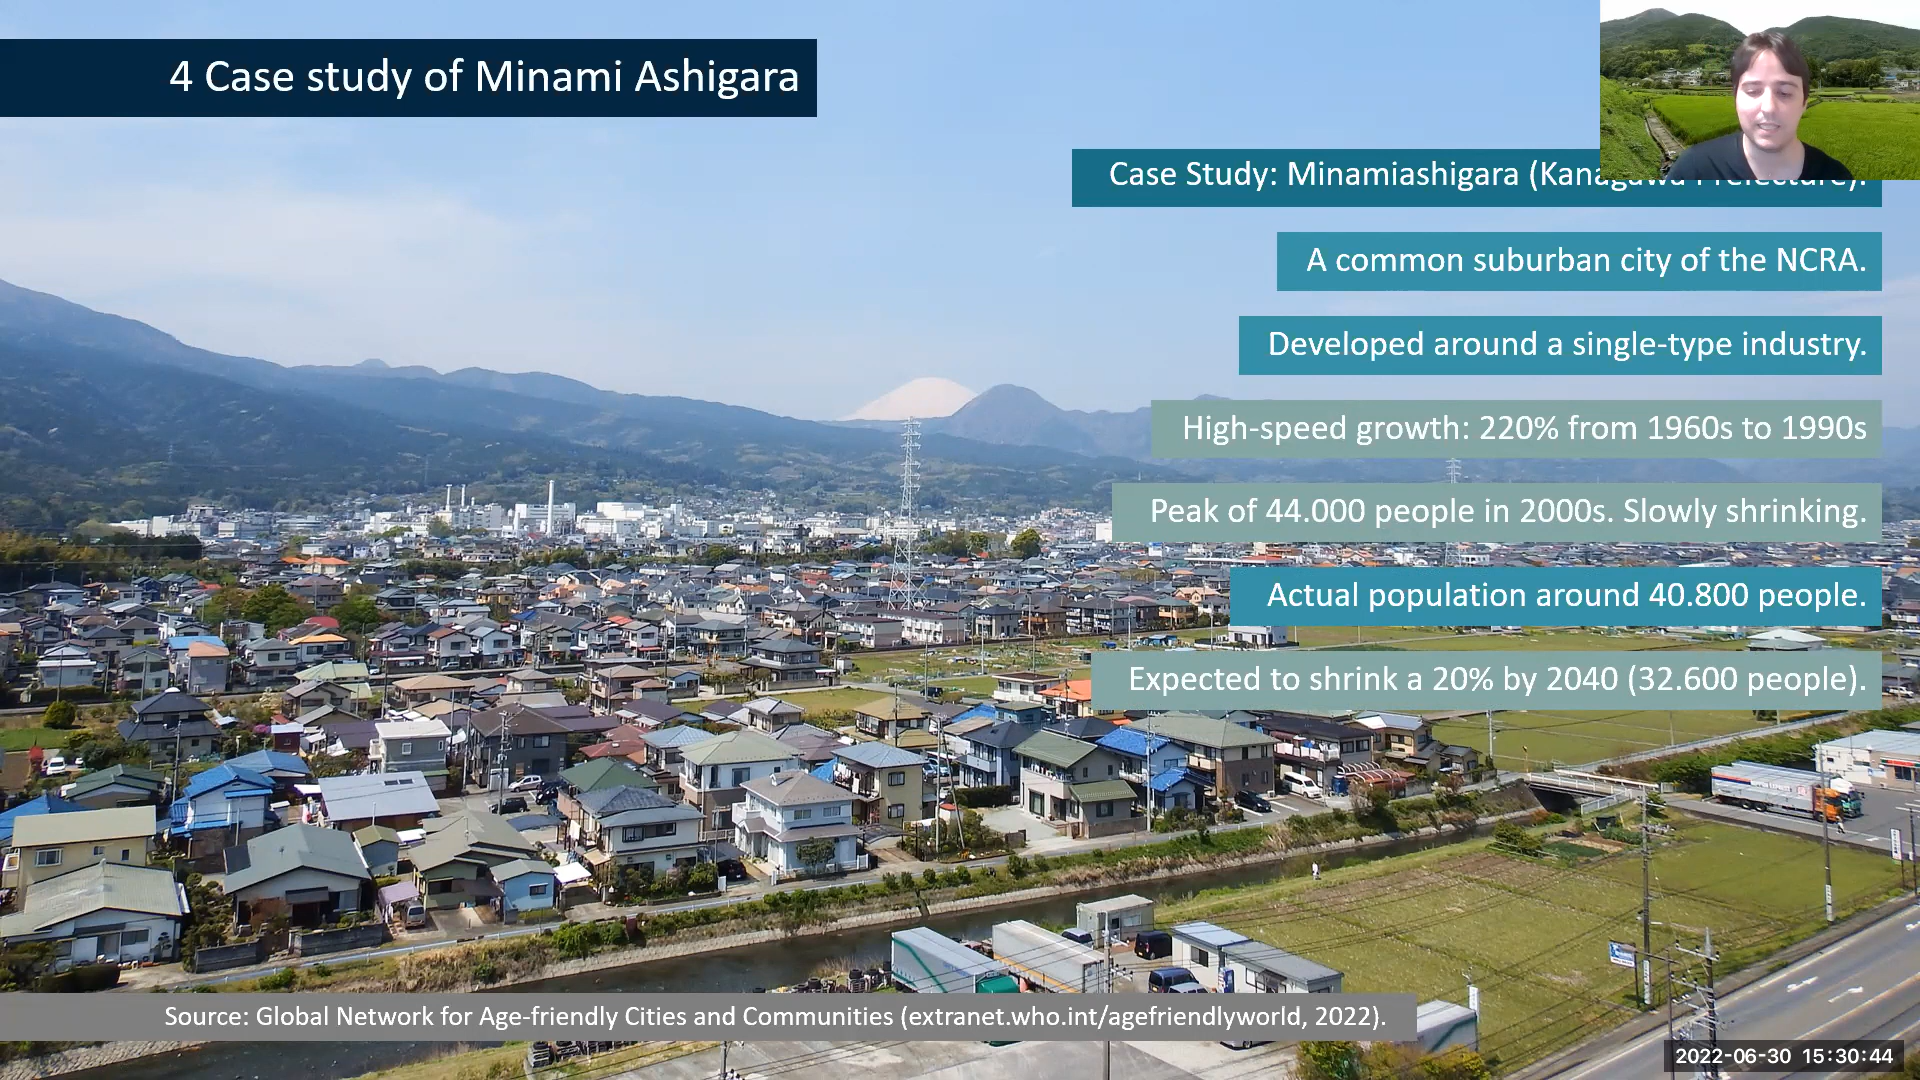 4 Case study of Minami Ashigara
Case Study: Minamiashigara (Kanagawa Prefecture).
A common suburban city of the NCRA.
Developed around a single-type industry.
High-speed growth: 220% from 1960s to 1990s
Peak of 44.000 people in 2000s. Slowly shrinking.
Actual population around 40.800 people.
Expected to shrink a 20% by 2040 (32.600 people).
Source: Global Network for Age-friendly Cities and Communities (extranet.who.int/agefriendlyworld, 2022).
2022-06-30 15:30:44